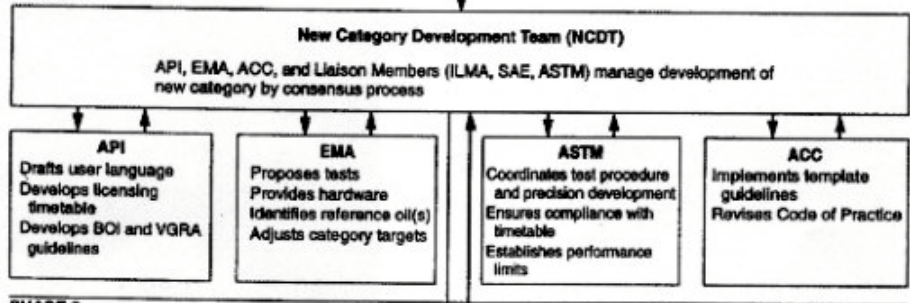 New Category Development Team (NCDT)
API, EMA, ACC, and Liaison Members (ILMA, SAE, ASTM) manage development of
new category by consensus process
API
Drafts user language
Develops licensing
timetable
Develops BOI and VGRA
guidelines
EMA
Proposes tests
Provides hardware
Identifies reference oil(s)
Adjusts category targets
ASTM
Coordinates test procedure
and precision development
Ensures compliance with
timetable
Establishes performance
limits
ACC
Implements template
guidelines
Revises Code of Practice